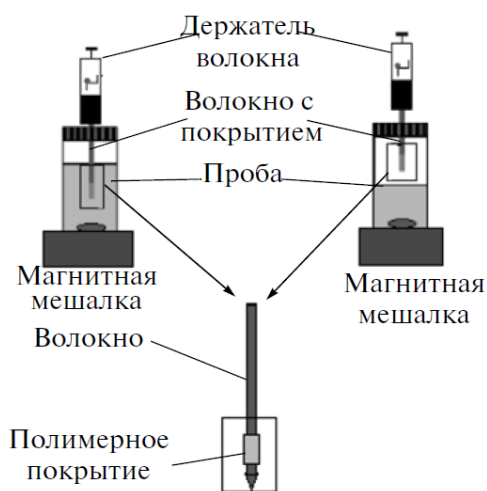 Держатель
волокна
Волокно с
покрытием
Проба
Магнитная
мешалка
Магнитная
мешалка
Волокно
Полимерное
покрытие